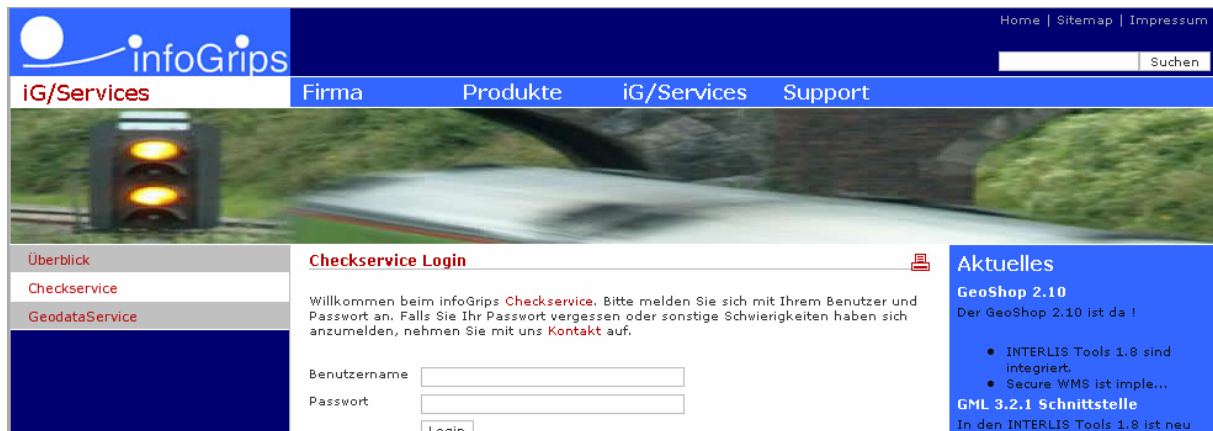 Home | Sitemap | Impressum
infoGrips
Suchen
iG/Services
Firma Produkte iG/Services Support
Überblick
Checkservice
GeodataService
Checkservice Login
Willkommen beim infoGrips Checkservice. Bitte melden Sie sich mit Ihrem Benutzer und
Passwort an. Falls Sie Ihr Passwort vergessen oder sonstige Schwierigkeiten haben sich
anzumelden, nehmen Sie mit uns Kontakt auf.
Benutzername
Passwort
Login
Aktuelles
GeoShop 2.10
Der GeoShop 2.10 ist da !
• INTERLIS Tools 1.8 sind
integriert.
• Secure WMS ist imple...
GML 3.2.1 Schnittstelle
In den INTERLIS Tools 1.8 ist neu